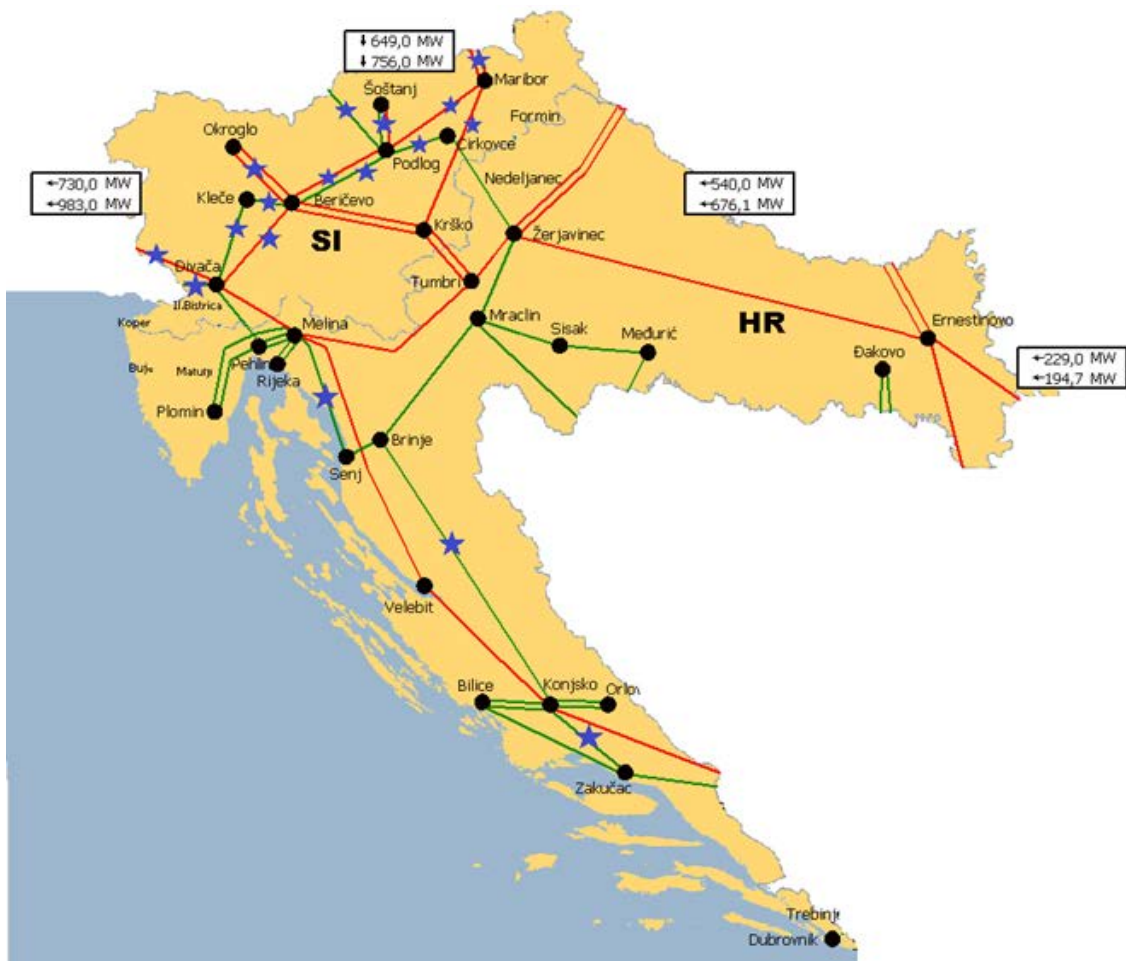 ↓ 649,0 MW
↓ 756,0 MW
Maribor
Šoštanj
Formin
Okroglo
Cirkovce
Podlog
Nedeljanec
←730,0 MW
←983,0 MW
←540,0 MW
←676,1 MW
Kleče
Beričevo
Krško
Žerjavinec
SI
Divača
Tumbri
Il.Bistrica
Koper
Melina
Mraclin
Sisak
Međurić
HR
Ernestinovo
Đakovo
←229,0 MW
←194,7 MW
Buje
Matulji
Pehlin
Rijeka
Plomin
Brinje
Senj
Velebit
Bilice
Konjsko
Orlov
Zakučac
Trebinje
Dubrovnik